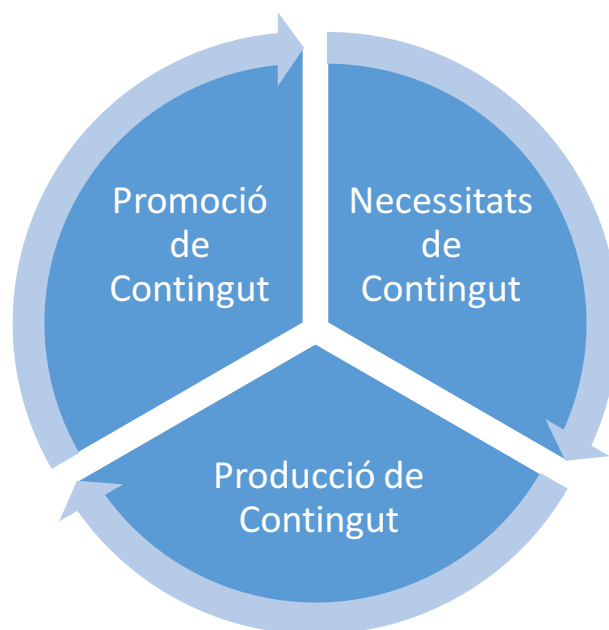 Promoció
de
Contingut
Necessitats
de
Contingut
Producció de
Contingut